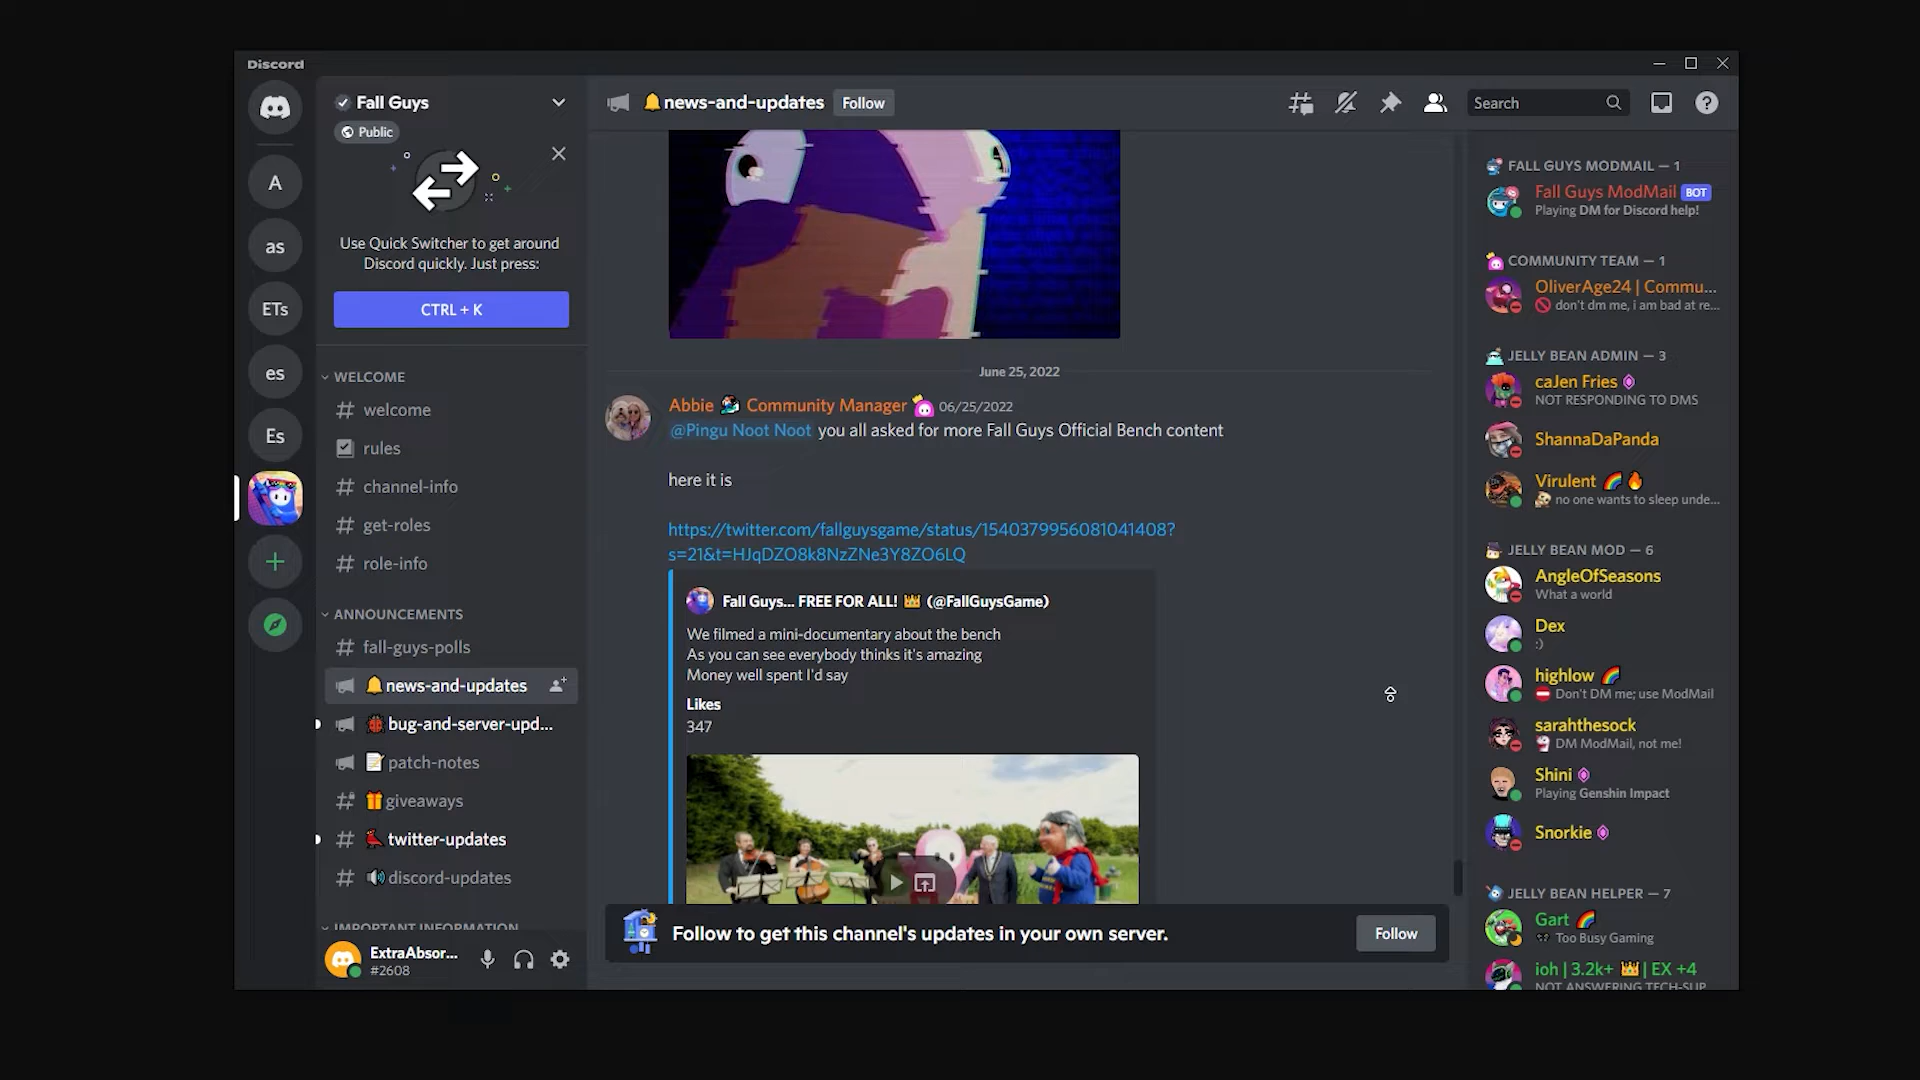 Discord
Fall Guys
Public
Use Quick Switcher to get around
Discord quickly. Just press:
CTRL + K
A
as
ETs
es
Es
WELCOME
welcome
rules
channel-info
get-roles
role-info
ANNOUNCEMENTS
fall-guys-polls
news-and-updates
bug-and-server-upd...
patch-notes
giveaways
twitter-updates
discord-updates
IMPORTANT INFORMATION
ExtraAbsor...
#2608
news-and-updates
Follow
Search
June 25, 2022
Abbie Community Manager 06/25/2022
@Pingu Noot Noot you all asked for more Fall Guys Official Bench content
here it is
https://twitter.com/fallguysgame/status/1540379956081041408?
s=21&t=HJqDZO8k8NzZNe3Y8ZO6LQ
Fall Guys... FREE FOR ALL! 👑 (@FallGuysGame)
We filmed a mini-documentary about the bench
As you can see everybody thinks it's amazing
Money well spent I'd say
Likes
347
Follow to get this channel's updates in your own server.
Follow
FALL GUYS MODMAIL — 1
Fall Guys ModMail BOT
Playing DM for Discord help!
COMMUNITY TEAM — 1
OliverAge24 | Commu...
don't dm me, i am bad at re...
JELLY BEAN ADMIN — 3
caJen Fries
NOT RESPONDING TO DMS
ShannaDaPanda
Virulent 🌈🔥
no one wants to sleep unde...
JELLY BEAN MOD — 6
AngleOfSeasons
What a world
Dex
:)
highlow 🌈
Don't DM me; use ModMail
sarahthesock
DM ModMail, not me!
Shini
Playing Genshin Impact
Snorkie
JELLY BEAN HELPER — 7
Gart 🌈
Too Busy Gaming
ioh | 3.2k+ 👑 | EX +4
NOT ANSWERING TECH-SUP